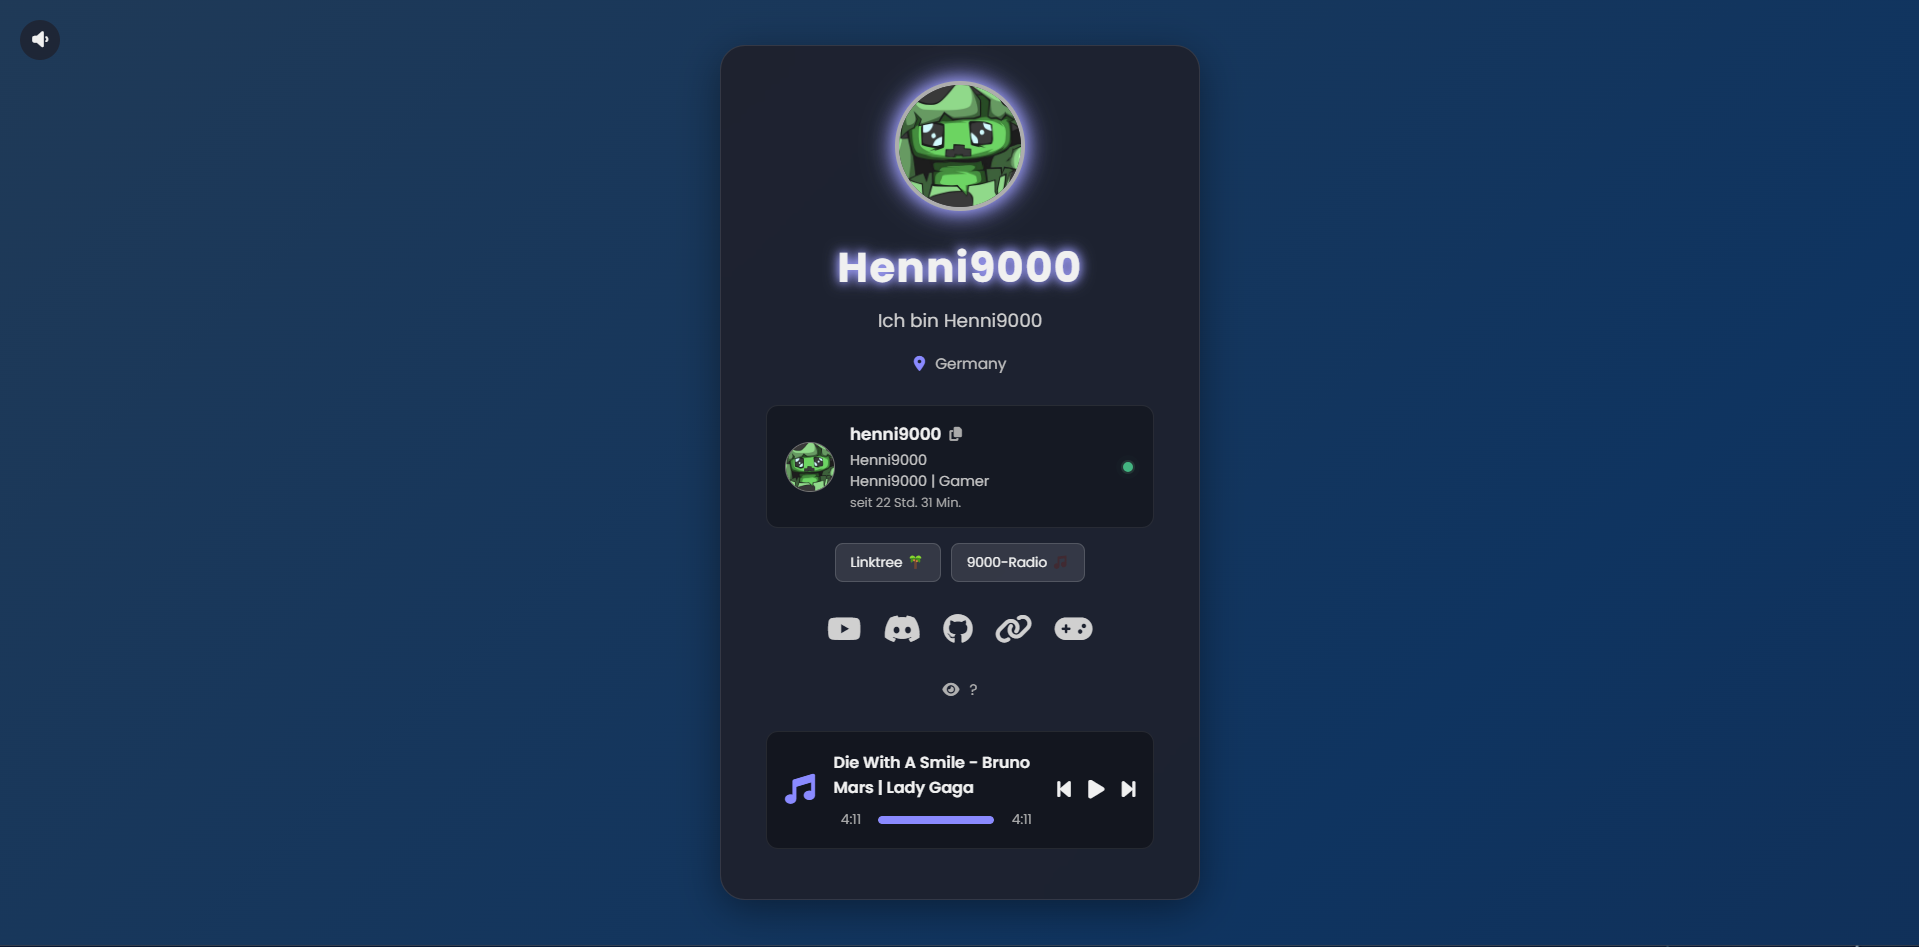 Henni9000
Ich bin Henni9000
Germany
henni9000
Henni9000
Henni9000 | Gamer
seit 22 Std. 31 Min.
Linktree 🌴
9000-Radio 🎵
?
Die With A Smile - Bruno
Mars | Lady Gaga
4:11 4:11